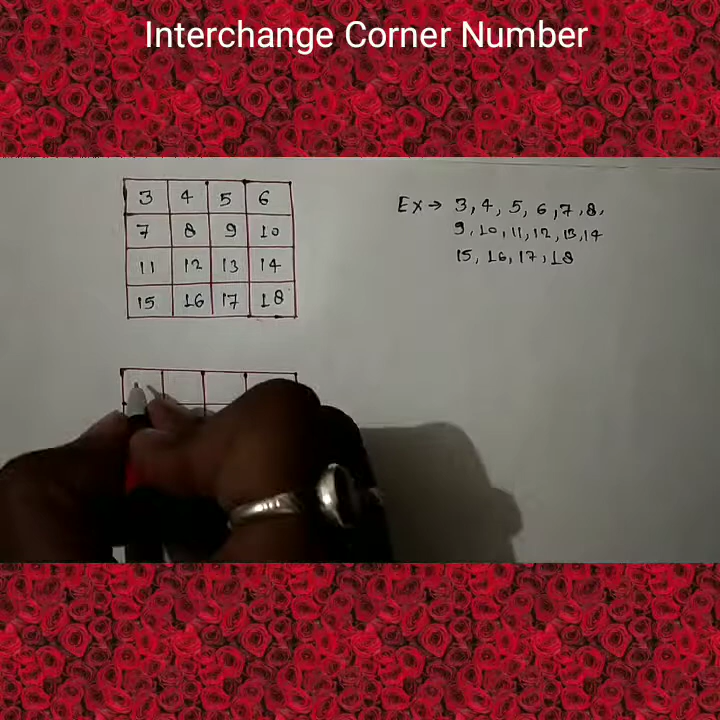 Interchange Corner Number
3 4 5 6
7 8 9 10
11 12 13 14
15 16 17 18
Ex → 3, 4, 5, 6, 7, 8,
9, 10, 11, 12, 13, 14
15, 16, 17, 18